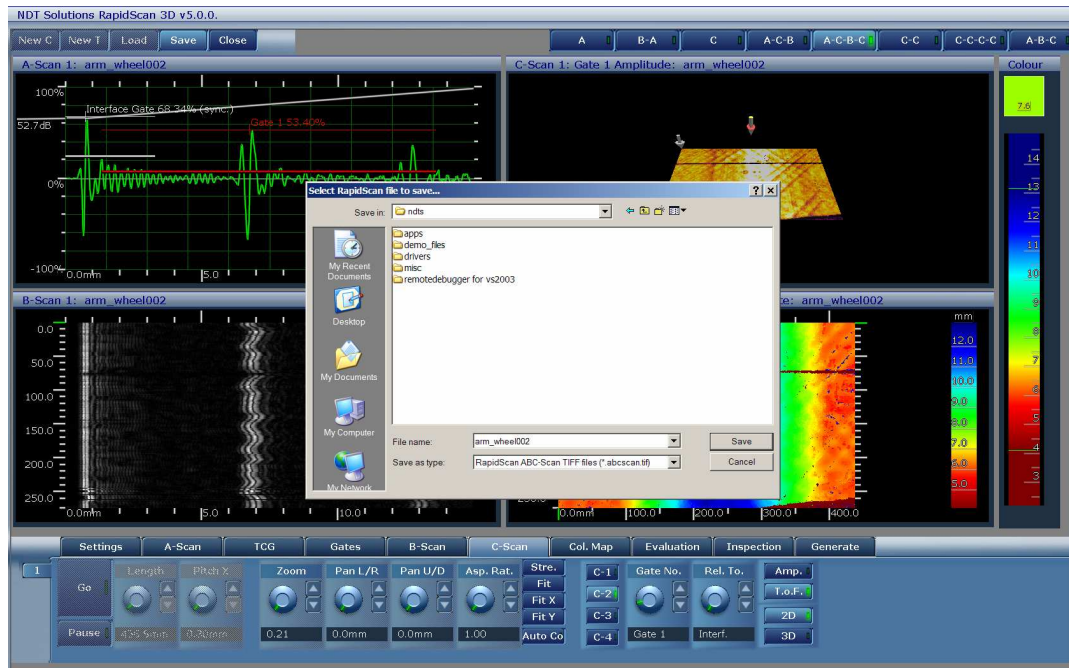 NDT Solutions RapidScan 3D v5.0.0.
New C New T Load Save Close
A B-A C A-C-B A-C-B-C C-C C-C-C-C A-B-C
A-Scan 1: arm_wheel002
C-Scan 1: Gate 1 Amplitude: arm_wheel002
Colour
100%
Interface Gate 68.34% (sync.)
52.7dB
Gate 1 53.40%
0%
-100%
0.0mm 5.0
7.6
14
13
12
11
10
9
8
7
6
5
4
3
Select RapidScan file to save...
Save in: ndts
My Recent Documents
Desktop
My Documents
My Computer
My Network
apps
demo_files
drivers
misc
remotedebugger for vs2003
File name: arm_wheel002 Save
Save as type: RapidScan ABC-Scan TIFF files (*.abcscan.tif) Cancel
B-Scan 1: arm_wheel002
0.0
50.0
100.0
150.0
200.0
250.0
0.0mm 5.0 10.0
te: arm_wheel002
mm
12.0
11.0
10.0
9.0
8.0
7.0
6.0
5.0
250.0
0.0mm 100.0 200.0 300.0 400.0
Settings A-Scan TCG Gates B-Scan C-Scan Col. Map Evaluation Inspection Generate
1
Go
Pause
Length Pitch X Zoom Pan L/R Pan U/D Asp. Rat.
435.5mm 0.20mm 0.21 0.0mm 0.0mm 1.00
Stre.
Fit
Fit X
Fit Y
Auto Co
C-1
C-2
C-3
C-4
Gate No. Rel. To.
Gate 1 Interf.
Amp.
T.o.F.
2D
3D